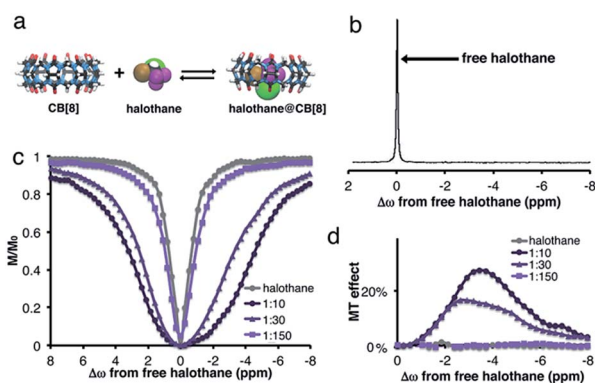 a
CB[8]
+
halothane
halothane@CB[8]
b
free halothane
2 0 -2 -4 -6 -8
Δω from free halothane (ppm)
c
M/M₀
1
0.8
0.6
0.4
0.2
0
halothane
1:10
1:30
1:150
8 6 4 2 0 -2 -4 -6 -8
Δω from free halothane (ppm)
d
MT effect
20%
0%
halothane
1:10
1:30
1:150
0 -2 -4 -6 -8
Δω from free halothane (ppm)